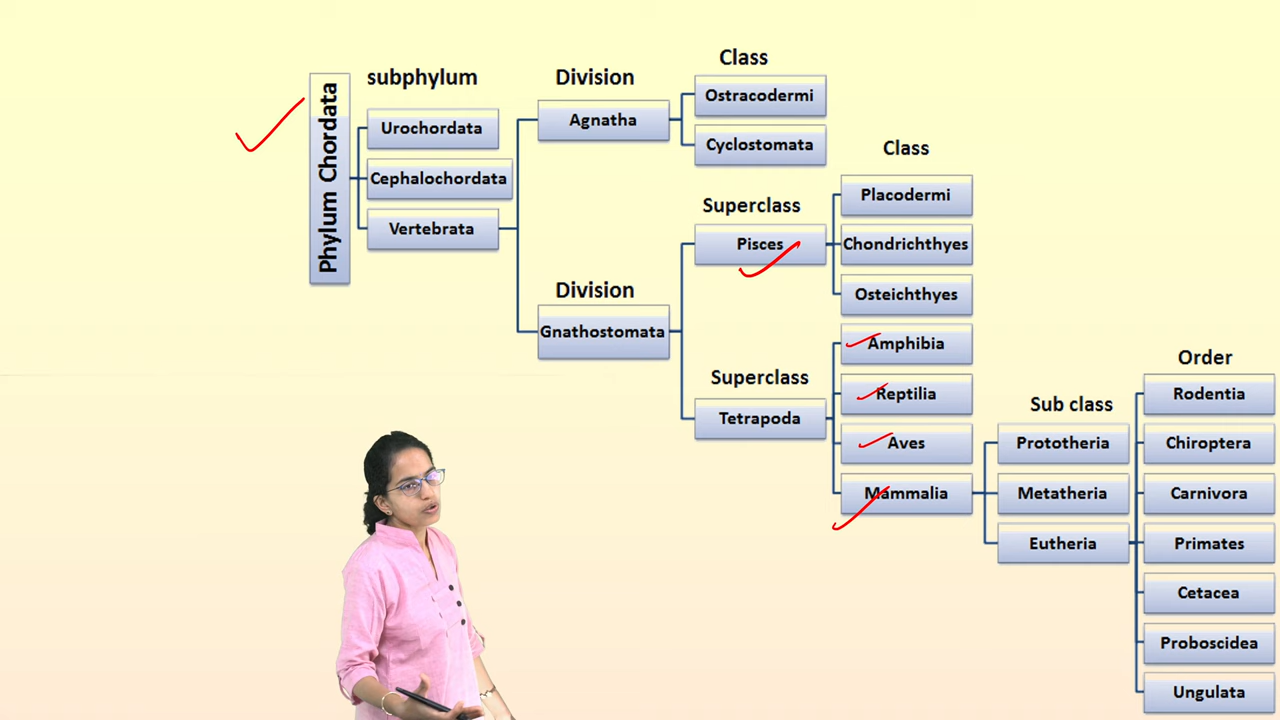 Phylum Chordata
subphylum
Urochordata
Cephalochordata
Vertebrata
Division
Agnatha
Class
Ostracodermi
Cyclostomata
Division
Gnathostomata
Superclass
Pisces
Class
Placodermi
Chondrichthyes
Osteichthyes
Superclass
Tetrapoda
Amphibia
Reptilia
Aves
Mammalia
Sub class
Prototheria
Metatheria
Eutheria
Order
Rodentia
Chiroptera
Carnivora
Primates
Cetacea
Proboscidea
Ungulata